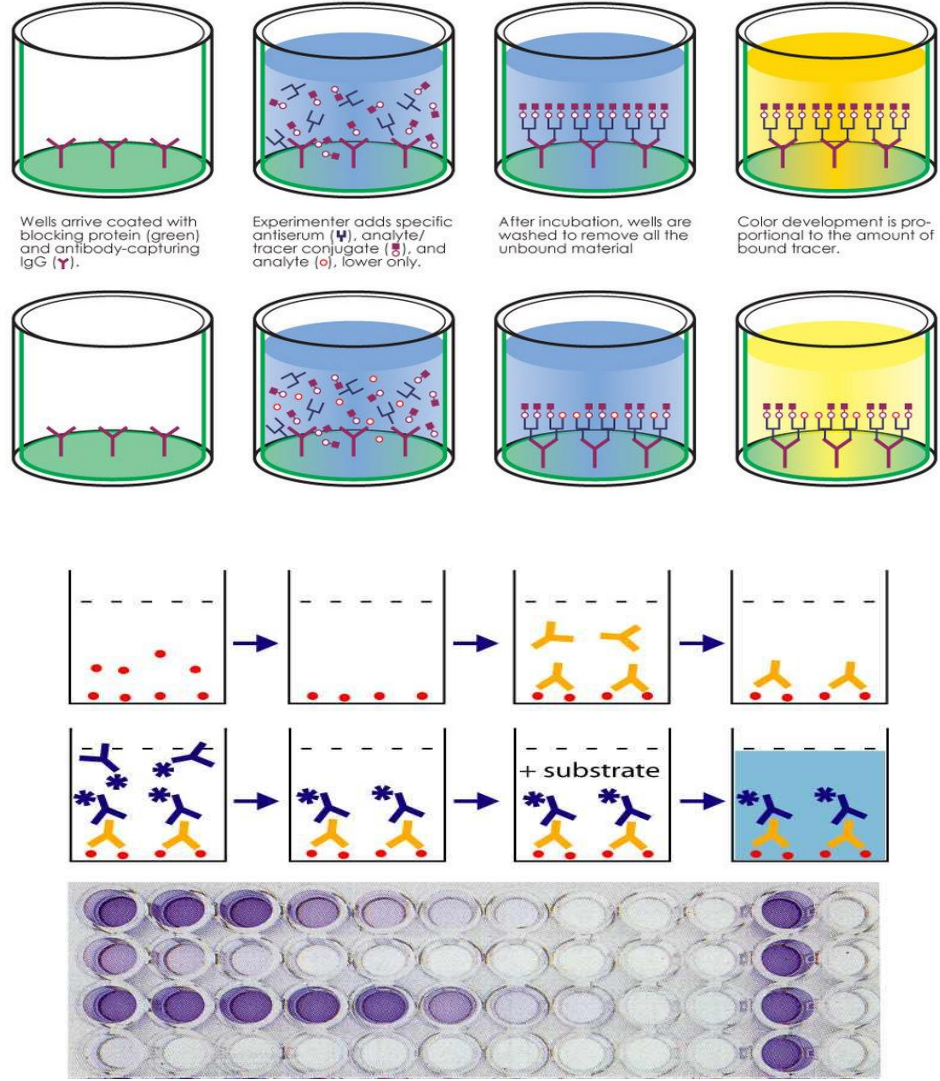 Wells arrive coated with
blocking protein (green)
and antibody-capturing
IgG ( ).
Experimenter adds specific
antiserum ( ), analyte/
tracer conjugate ( ), and
analyte (o), lower only.
After incubation, wells are
washed to remove all the
unbound material
Color development is pro-
portional to the amount of
bound tracer.
+ substrate